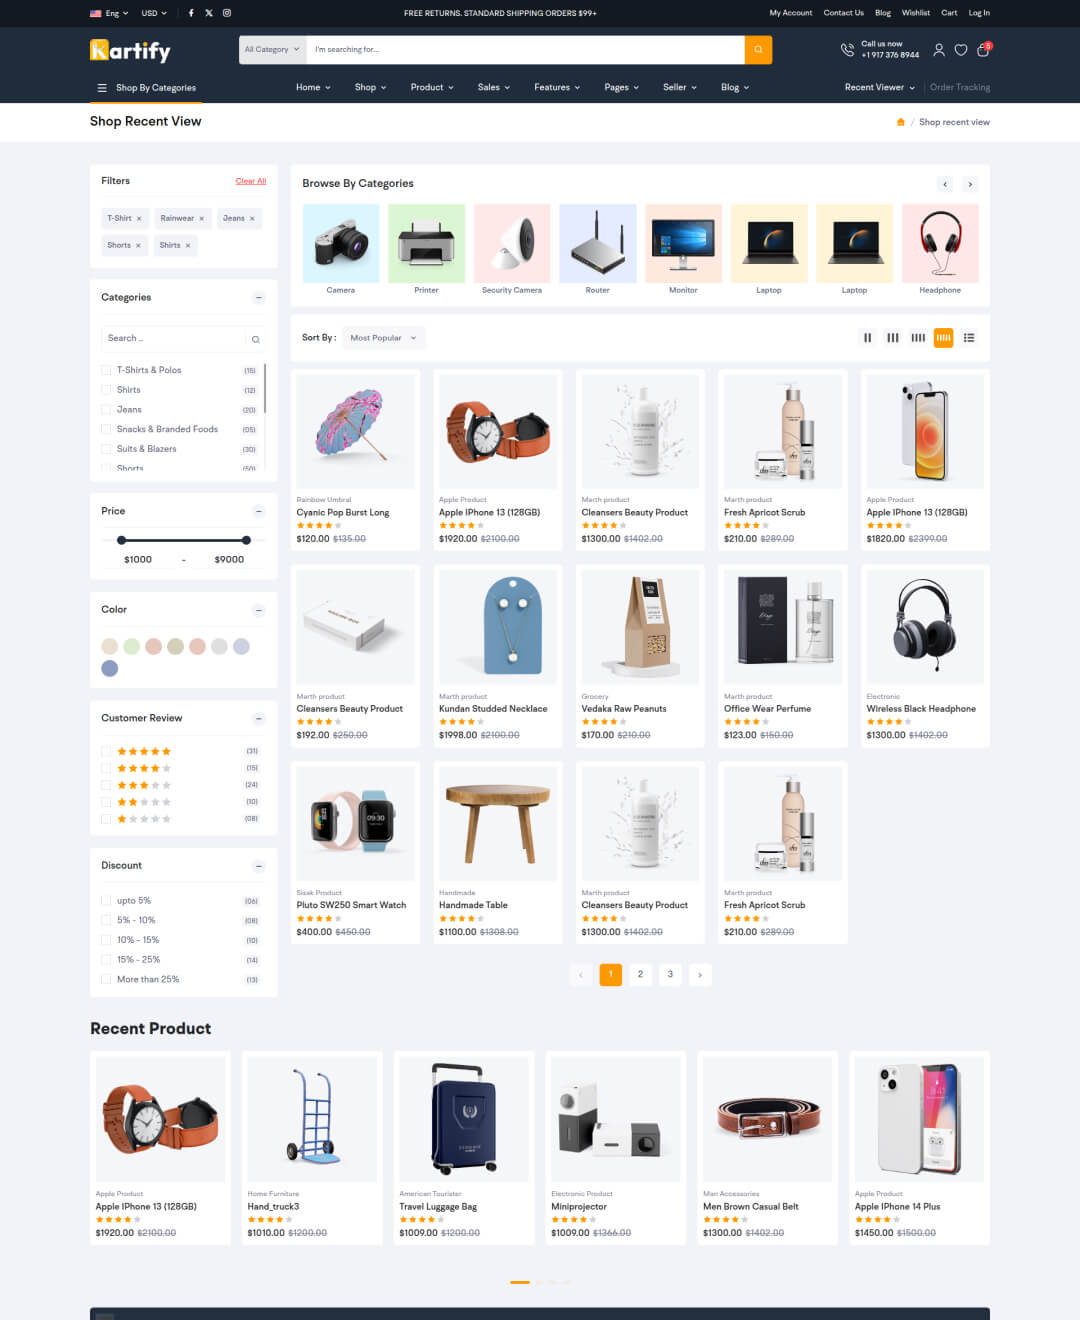 Eng USD FREE RETURNS. STANDARD SHIPPING ORDERS $99+ My Account Contact Us Blog Wishlist Cart Log In
Kartify All Category I'm searching for... Call us now
+1 917 376 8944 5
Shop By Categories Home Shop Product Sales Features Pages Seller Blog Recent Viewer Order Tracking
Shop Recent View / Shop recent view
Filters Clear All
T-Shirt × Rainwear × Jeans ×
Shorts × Shirts ×
Categories
Search ..
T-Shirts & Polos (15)
Shirts (12)
Jeans (20)
Snacks & Branded Foods (05)
Suits & Blazers (30)
Shorts (50)
Price
$1000 - $9000
Color
Customer Review
(31)
(15)
(24)
(10)
(08)
Discount
upto 5% (06)
5% - 10% (08)
10% - 15% (10)
15% - 25% (14)
More than 25% (13)
Browse By Categories
Camera Printer Security Camera Router Monitor Laptop Laptop Headphone
Sort By : Most Popular
Rainbow Umbral Apple Product Marth product Marth product Apple Product
Cyanic Pop Burst Long Apple IPhone 13 (128GB) Cleansers Beauty Product Fresh Apricot Scrub Apple IPhone 13 (128GB)
$120.00 $135.00 $1920.00 $2100.00 $1300.00 $1402.00 $210.00 $289.00 $1820.00 $2399.00
Marth product Marth product Grocery Marth product Electronic
Cleansers Beauty Product Kundan Studded Necklace Vedaka Raw Peanuts Office Wear Perfume Wireless Black Headphone
$192.00 $250.00 $1998.00 $2100.00 $170.00 $210.00 $123.00 $150.00 $1300.00 $1402.00
09:30
Sisak Product Handmade Marth product Marth product
Pluto SW250 Smart Watch Handmade Table Cleansers Beauty Product Fresh Apricot Scrub
$400.00 $450.00 $1100.00 $1308.00 $1300.00 $1402.00 $210.00 $289.00
‹ 1 2 3 ›
Recent Product
Apple Product Home Furniture American Tourister Electronic Product Man Accessories Apple Product
Apple IPhone 13 (128GB) Hand_truck3 Travel Luggage Bag Miniprojector Men Brown Casual Belt Apple IPhone 14 Plus
$1920.00 $2100.00 $1010.00 $1200.00 $1009.00 $1200.00 $1009.00 $1366.00 $1300.00 $1402.00 $1450.00 $1500.00